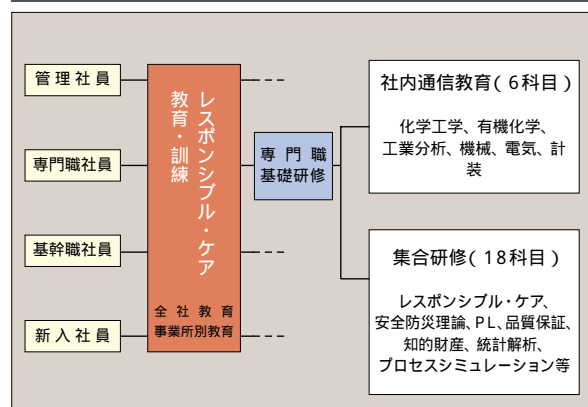 管理社員
専門職社員
基幹職社員
新入社員
レスポンシブル・ケア
教育・訓練
全社教育
事業所別教育
専門職
基礎研修
社内通信教育(6科目)
化学工学、有機化学、
工業分析、機械、電気、計
装
集合研修(18科目)
レスポンシブル・ケア、
安全防災理論、PL、品質保証、
知的財産、統計解析、
プロセスシミュレーション等